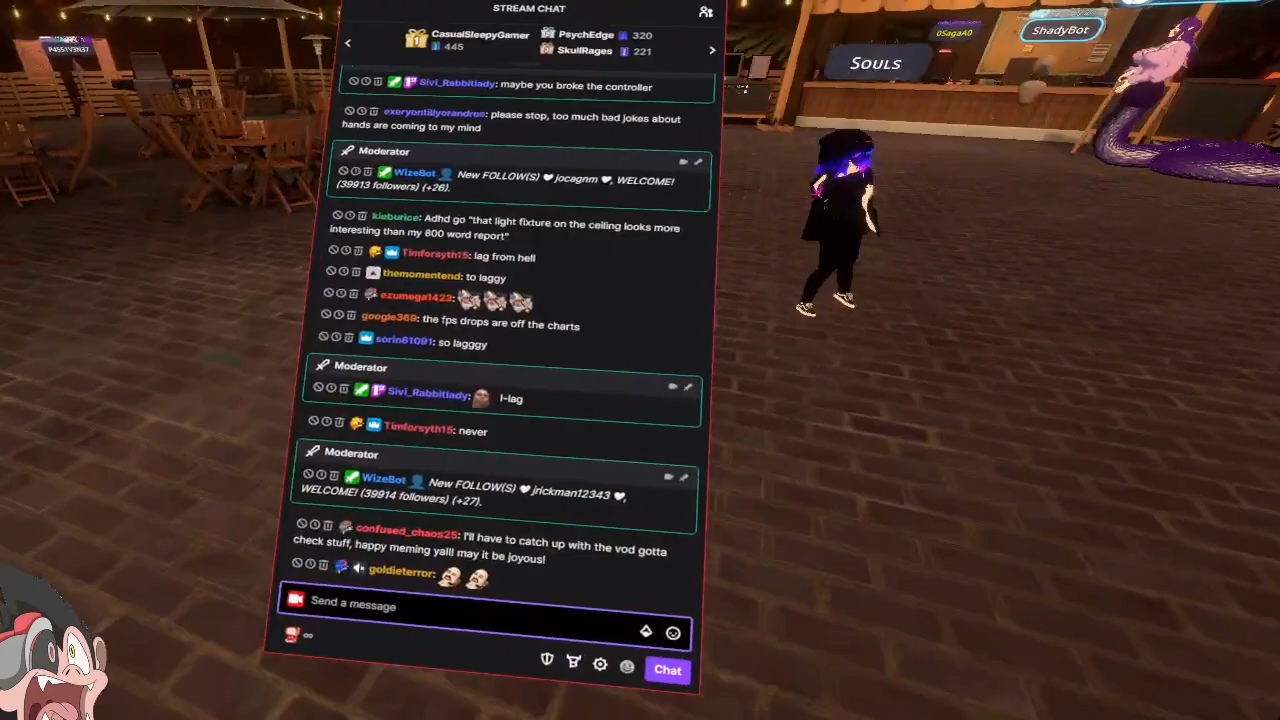 STREAM CHAT
CasualSleepyGamer
445
PsychEdge 320
SkullRages 221
Sivi_Rabbitlady: maybe you broke the controller
exeryontillyorandros: please stop, too much bad jokes about
hands are coming to my mind
Moderator
WizeBot New FOLLOW(S) ❤ jocagnm ❤, WELCOME!
(39913 followers) (+26).
kieburice: Adhd go "that light fixture on the ceiling looks more
interesting than my 800 word report"
Timforsyth15: lag from hell
themomentend: to laggy
ezumega1423:
google369: the fps drops are off the charts
sorin61091: so lagggy
Moderator
Sivi_Rabbitlady: I-lag
Timforsyth15: never
Moderator
WizeBot New FOLLOW(S) ❤ jrickman12343 ❤,
WELCOME! (39914 followers) (+27).
confused_chaos25: I'll have to catch up with the vod gotta
check stuff, happy meming yall! may it be joyous!
goldieterror:
Send a message
∞
Chat
P4551V3N37
SOULS
0SagaA0
ShadyBot